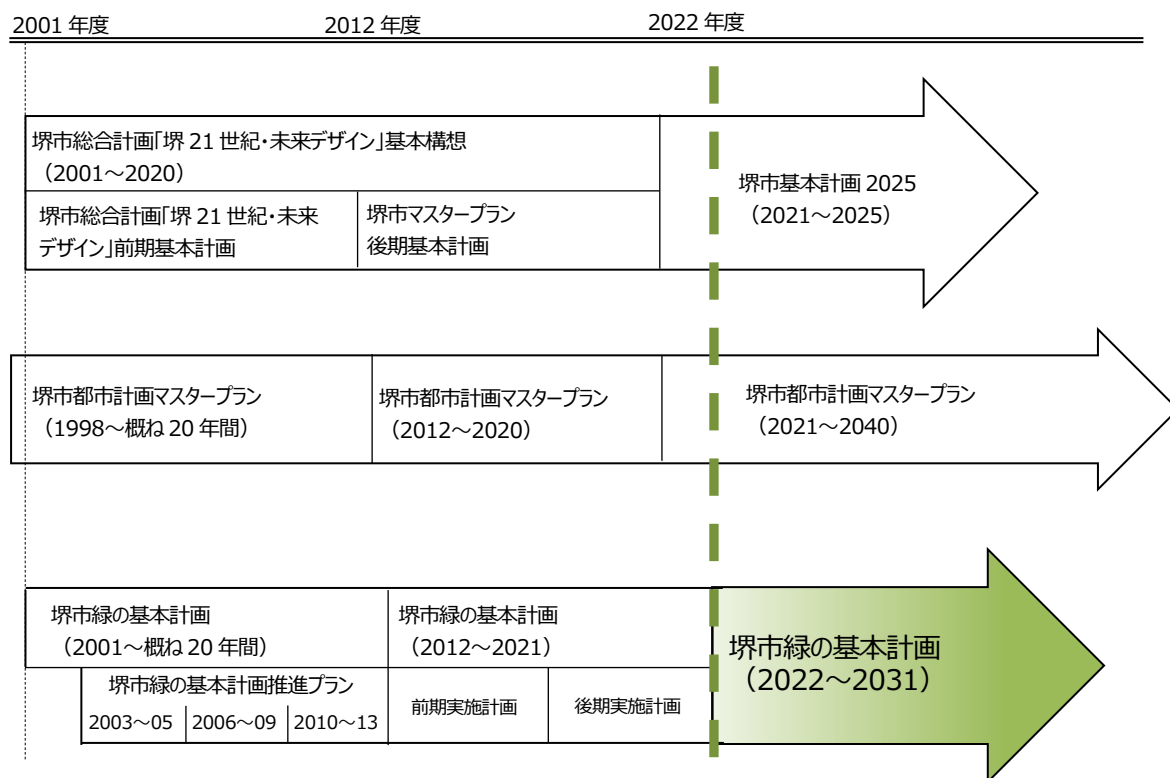 2001 年度
2012 年度
2022 年度
堺市総合計画「堺 21 世紀・未来デザイン」基本構想
（2001～2020）
堺市総合計画「堺 21 世紀・未来
デザイン」前期基本計画
堺市マスタープラン
後期基本計画
堺市基本計画 2025
（2021～2025）
堺市都市計画マスタープラン
（1998～概ね 20 年間）
堺市都市計画マスタープラン
（2012～2020）
堺市都市計画マスタープラン
（2021～2040）
堺市緑の基本計画
（2001～概ね 20 年間）
堺市緑の基本計画
（2012～2021）
堺市緑の基本計画推進プラン
2003～05
2006～09
2010～13
前期実施計画
後期実施計画
堺市緑の基本計画
（2022～2031）